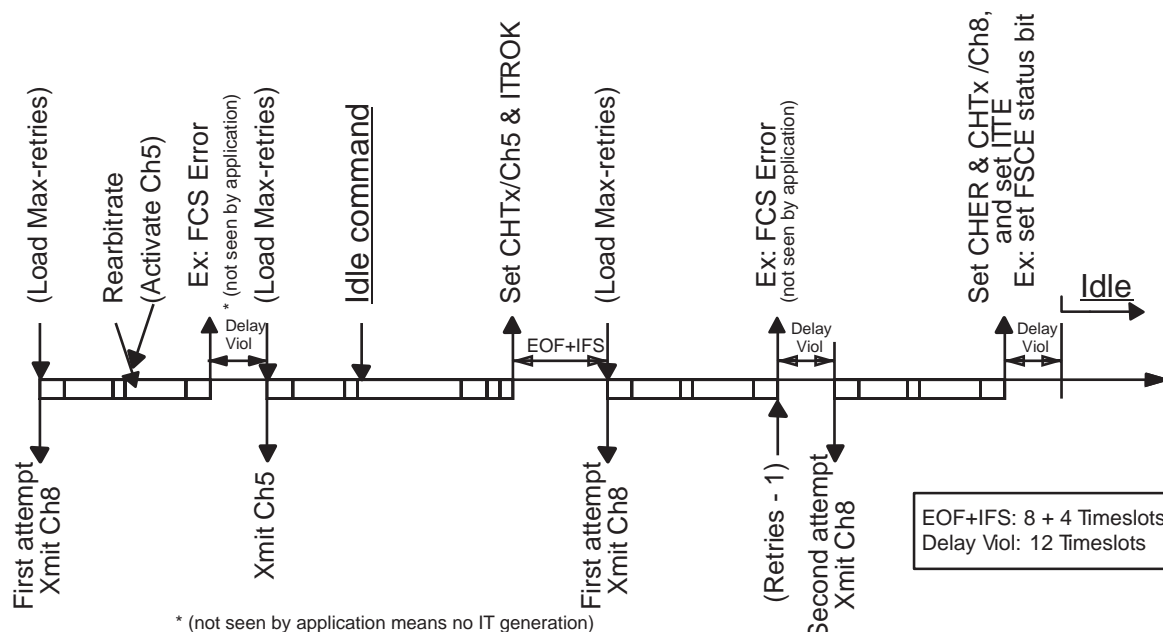 (Load Max-retries)
Rearbitrate
(Activate Ch5)
Ex: FCS Error
* (not seen by application)
(Load Max-retries)
Idle command
Set CHTx/Ch5 & ITROK
(Load Max-retries)
Ex: FCS Error
(not seen by application)
Set CHER & CHTx /Ch8,
and set ITTE
Ex: set FSCE status bit
Idle
Delay
Viol
EOF+IFS
Delay
Viol
Delay
Viol
First attempt
Xmit Ch8
Xmit Ch5
First attempt
Xmit Ch8
(Retries - 1)
Second attempt
Xmit Ch8
EOF+IFS: 8 + 4 Timeslots
Delay Viol: 12 Timeslots
* (not seen by application means no IT generation)